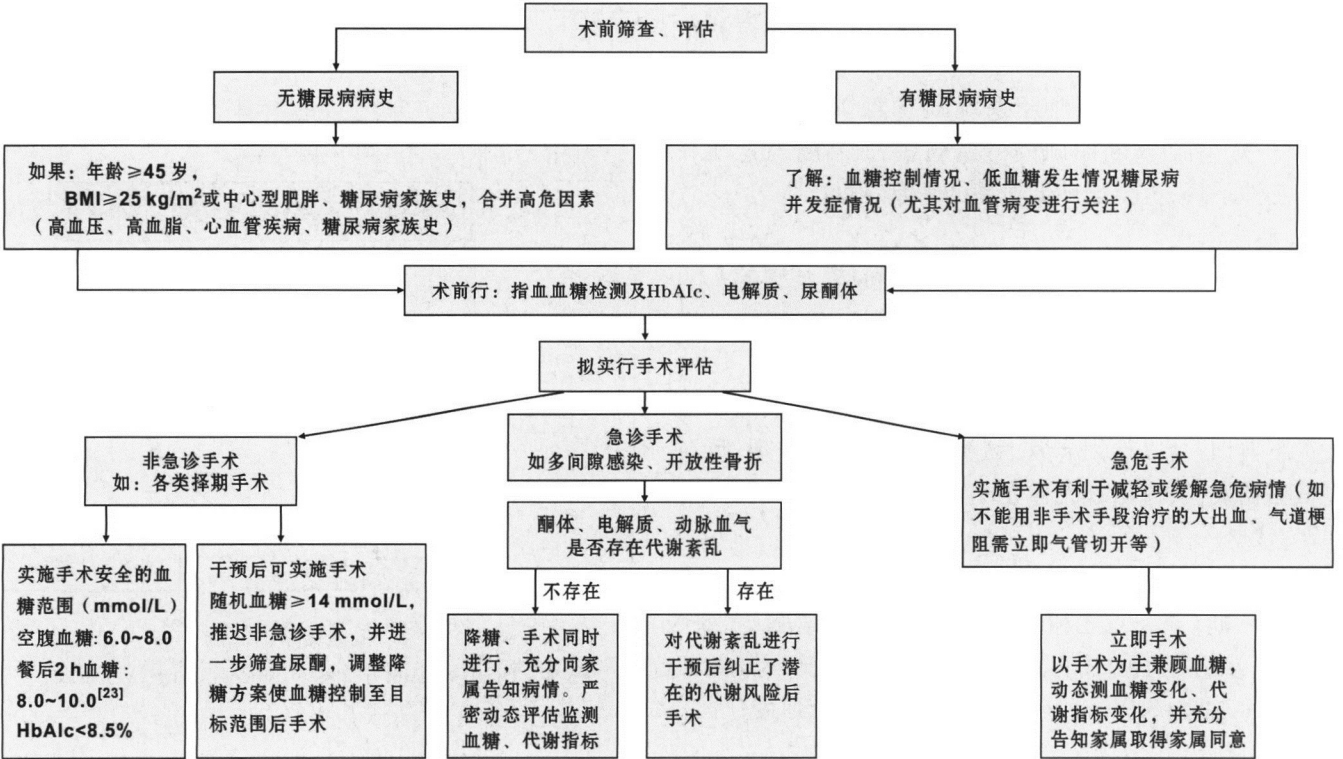 术前筛查、评估
无糖尿病病史
有糖尿病病史
如果：年龄≥45 岁，
BMI≥25 kg/m²或中心型肥胖、糖尿病家族史，合并高危因素
（高血压、高血脂、心血管疾病、糖尿病家族史）
了解：血糖控制情况、低血糖发生情况糖尿病
并发症情况（尤其对血管病变进行关注）
术前行：指血血糖检测及HbAIc、电解质、尿酮体
拟实行手术评估
非急诊手术
如：各类择期手术
急诊手术
如多间隙感染、开放性骨折
急危手术
实施手术有利于减轻或缓解急危病情（如
不能用非手术手段治疗的大出血、气道梗
阻需立即气管切开等）
酮体、电解质、动脉血气
是否存在代谢紊乱
不存在
存在
实施手术安全的血
糖范围（mmol/L）
空腹血糖: 6.0~8.0
餐后2 h血糖：
8.0~10.0[23]
HbAIc<8.5%
干预后可实施手术
随机血糖≥14 mmol/L，
推迟非急诊手术，并进
一步筛查尿酮，调整降
糖方案使血糖控制至目
标范围后手术
降糖、手术同时
进行，充分向家
属告知病情。严
密动态评估监测
血糖、代谢指标
对代谢紊乱进行
干预后纠正了潜
在的代谢风险后
手术
立即手术
以手术为主兼顾血糖，
动态测血糖变化、代
谢指标变化，并充分
告知家属取得家属同意